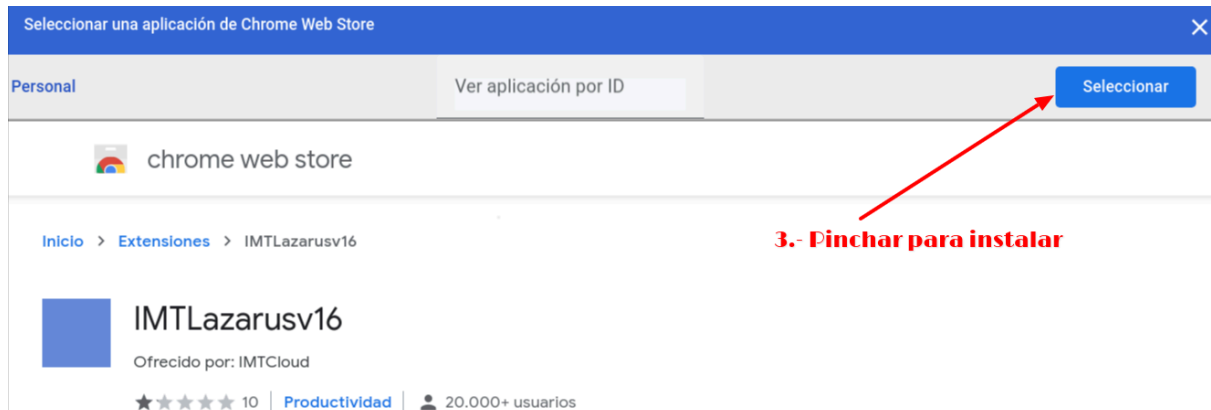 Seleccionar una aplicación de Chrome Web Store
Personal
Ver aplicación por ID
Seleccionar
chrome web store
3.- Pinchar para instalar
Inicio > Extensiones > IMTLazarusv16
IMTLazarusv16
Ofrecido por: IMTCloud
10 | Productividad | 20.000+ usuarios